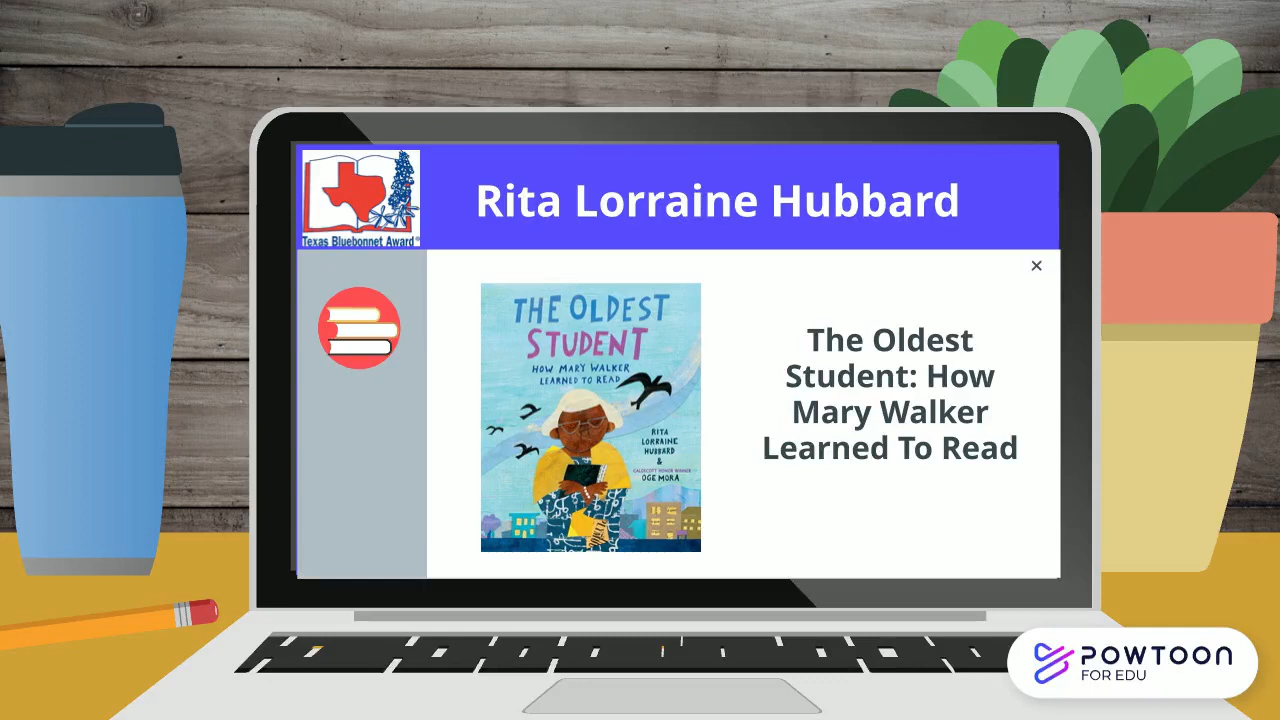 Texas Bluebonnet Award®
Rita Lorraine Hubbard
THE OLDEST
STUDENT
HOW MARY WALKER
LEARNED TO READ
RITA
LORRAINE
HUBBARD
&
CALDECOTT HONOR WINNER
OGE MORA
The Oldest
Student: How
Mary Walker
Learned To Read
POWTOON
FOR EDU